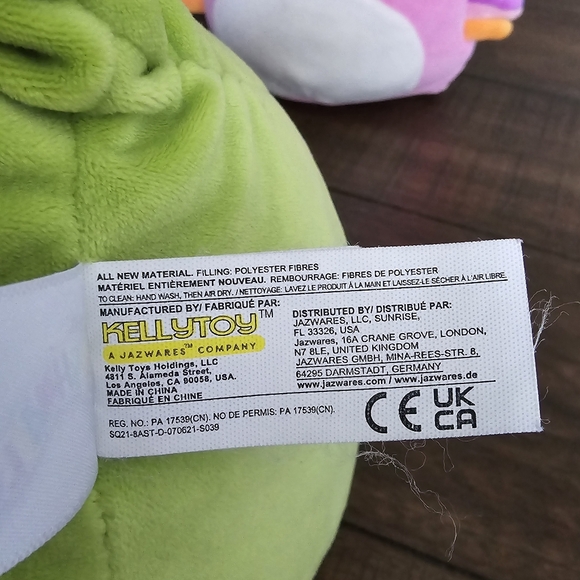 ALL NEW MATERIAL. FILLING: POLYESTER FIBRES
MATÉRIEL ENTIÈREMENT NOUVEAU. REMBOURRAGE: FIBRES DE POLYESTER
TO CLEAN: HAND WASH, THEN AIR DRY. / NETTOYAGE: LAVEZ LE PRODUIT À LA MAIN ET LAISSEZ-LE SÉCHER À L'AIR LIBRE.
MANUFACTURED BY/ FABRIQUÉ PAR:
KELLYTOY™
A JAZWARES™ COMPANY
Kelly Toys Holdings, LLC
4811 S. Alameda Street,
Los Angeles, CA 90058, USA.
MADE IN CHINA
FABRIQUÉ EN CHINE
DISTRIBUTED BY/ DISTRIBUÉ PAR:
JAZWARES, LLC, SUNRISE,
FL 33326, USA
Jazwares, 16A CRANE GROVE, LONDON,
N7 8LE, UNITED KINGDOM
JAZWARES GMBH, MINA-REES-STR. 8,
64295 DARMSTADT, GERMANY
www.jazwares.com / www.jazwares.com
REG. NO.: PA 17539(CN). NO DE PERMIS: PA 17539(CN).
SQ21-8AST-D-070621-S039
CE
UK
CA